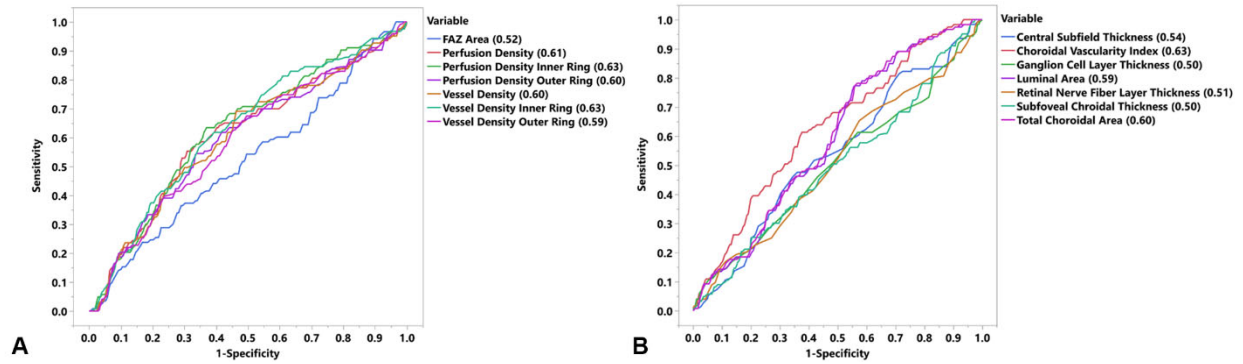 Sensitivity
1.0
0.9
0.8
0.7
0.6
0.5
0.4
0.3
0.2
0.1
0.0
0.0 0.1 0.2 0.3 0.4 0.5 0.6 0.7 0.8 0.9 1.0
1-Specificity
Variable
FAZ Area (0.52)
Perfusion Density (0.61)
Perfusion Density Inner Ring (0.63)
Perfusion Density Outer Ring (0.60)
Vessel Density (0.60)
Vessel Density Inner Ring (0.63)
Vessel Density Outer Ring (0.59)
A
Sensitivity
1.0
0.9
0.8
0.7
0.6
0.5
0.4
0.3
0.2
0.1
0.0
0.0 0.1 0.2 0.3 0.4 0.5 0.6 0.7 0.8 0.9 1.0
1-Specificity
Variable
Central Subfield Thickness (0.54)
Choroidal Vascularity Index (0.63)
Ganglion Cell Layer Thickness (0.50)
Luminal Area (0.59)
Retinal Nerve Fiber Layer Thickness (0.51)
Subfoveal Chroidal Thickness (0.50)
Total Choroidal Area (0.60)
B